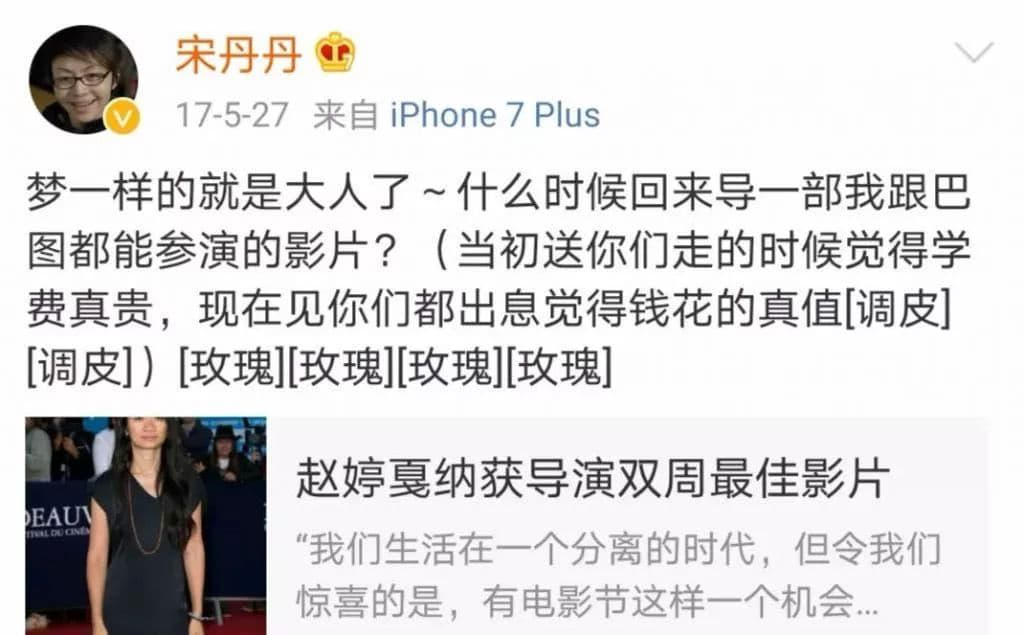 宋丹丹
17-5-27 来自 iPhone 7 Plus
梦一样的就是大人了～什么时候回来导一部我跟巴
图都能参演的影片？（当初送你们走的时候觉得学
费真贵，现在见你们都出息觉得钱花的真值[调皮]
[调皮]）[玫瑰][玫瑰][玫瑰][玫瑰]
赵婷戛纳获导演双周最佳影片
“我们生活在一个分离的时代，但令我们
惊喜的是，有电影节这样一个机会...
DEAUV
TIVAL DU CINÉM